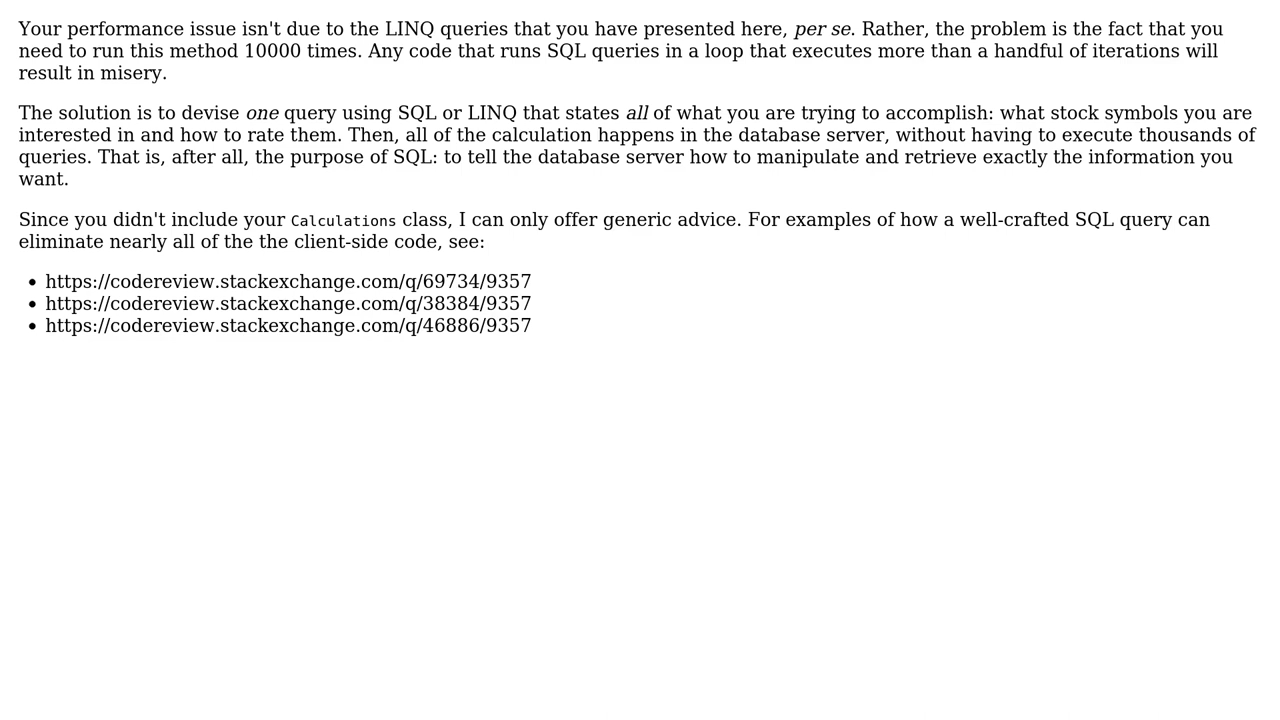 Your performance issue isn't due to the LINQ queries that you have presented here, per se. Rather, the problem is the fact that you
need to run this method 10000 times. Any code that runs SQL queries in a loop that executes more than a handful of iterations will
result in misery.
The solution is to devise one query using SQL or LINQ that states all of what you are trying to accomplish: what stock symbols you are
interested in and how to rate them. Then, all of the calculation happens in the database server, without having to execute thousands of
queries. That is, after all, the purpose of SQL: to tell the database server how to manipulate and retrieve exactly the information you
want.
Since you didn't include your Calculations class, I can only offer generic advice. For examples of how a well-crafted SQL query can
eliminate nearly all of the the client-side code, see:
• https://codereview.stackexchange.com/q/69734/9357
• https://codereview.stackexchange.com/q/38384/9357
• https://codereview.stackexchange.com/q/46886/9357